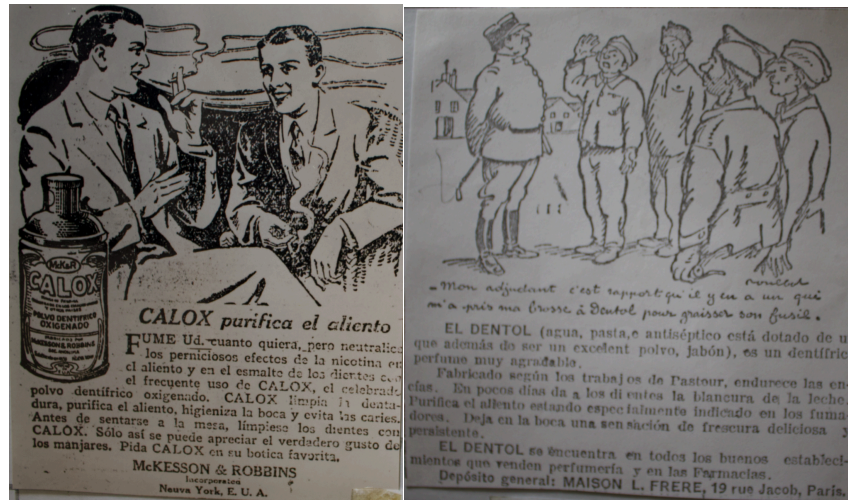 McK&R
CALOX
POLVO DENTIFRICO
OXIGENADO
McKESSON & ROBBINS
CALOX purifica el aliento
FUME Ud. cuanto quiera, pero neutralice
los perniciosos efectos de la nicotina en
el aliento y en el esmalte de los dientes con
el frecuente uso de CALOX, el celebrado
polvo dentífrico oxigenado. CALOX limpia la denta-
dura, purifica el aliento, higieniza la boca y evita las caries.
Antes de sentarse a la mesa, límpiese los dientes con
CALOX. Sólo así se puede apreciar el verdadero gusto de
los manjares. Pida CALOX en su botica favorita.
McKESSON & ROBBINS
Incorporated
Nueva York, E. U. A.
_Mon adjudant c'est rapport qu'il y en a un qui
m'a pris ma brosse à Dentol pour graisser son fusil.
EL DENTOL (agua, pasta,e antiséptico está dotado de u
que además de ser un excelent polvo, jabón), es un dentífric
perfume muy agradable.
Fabricado según los trabajos de Pasteur, endurece las en-
cías. En pocos días da a los dientes la blancura de la leche.
Purifica el aliento estando especialmente indicado en los fuma-
dores. Deja en la boca una sensación de frescura deliciosa y
persistente.
EL DENTOL se encuentra en todos los buenos estableci-
mientos que venden perfumería y en las Farmacias.
Depósito general: MAISON L. FRERE, 19 rue Jacob, París.